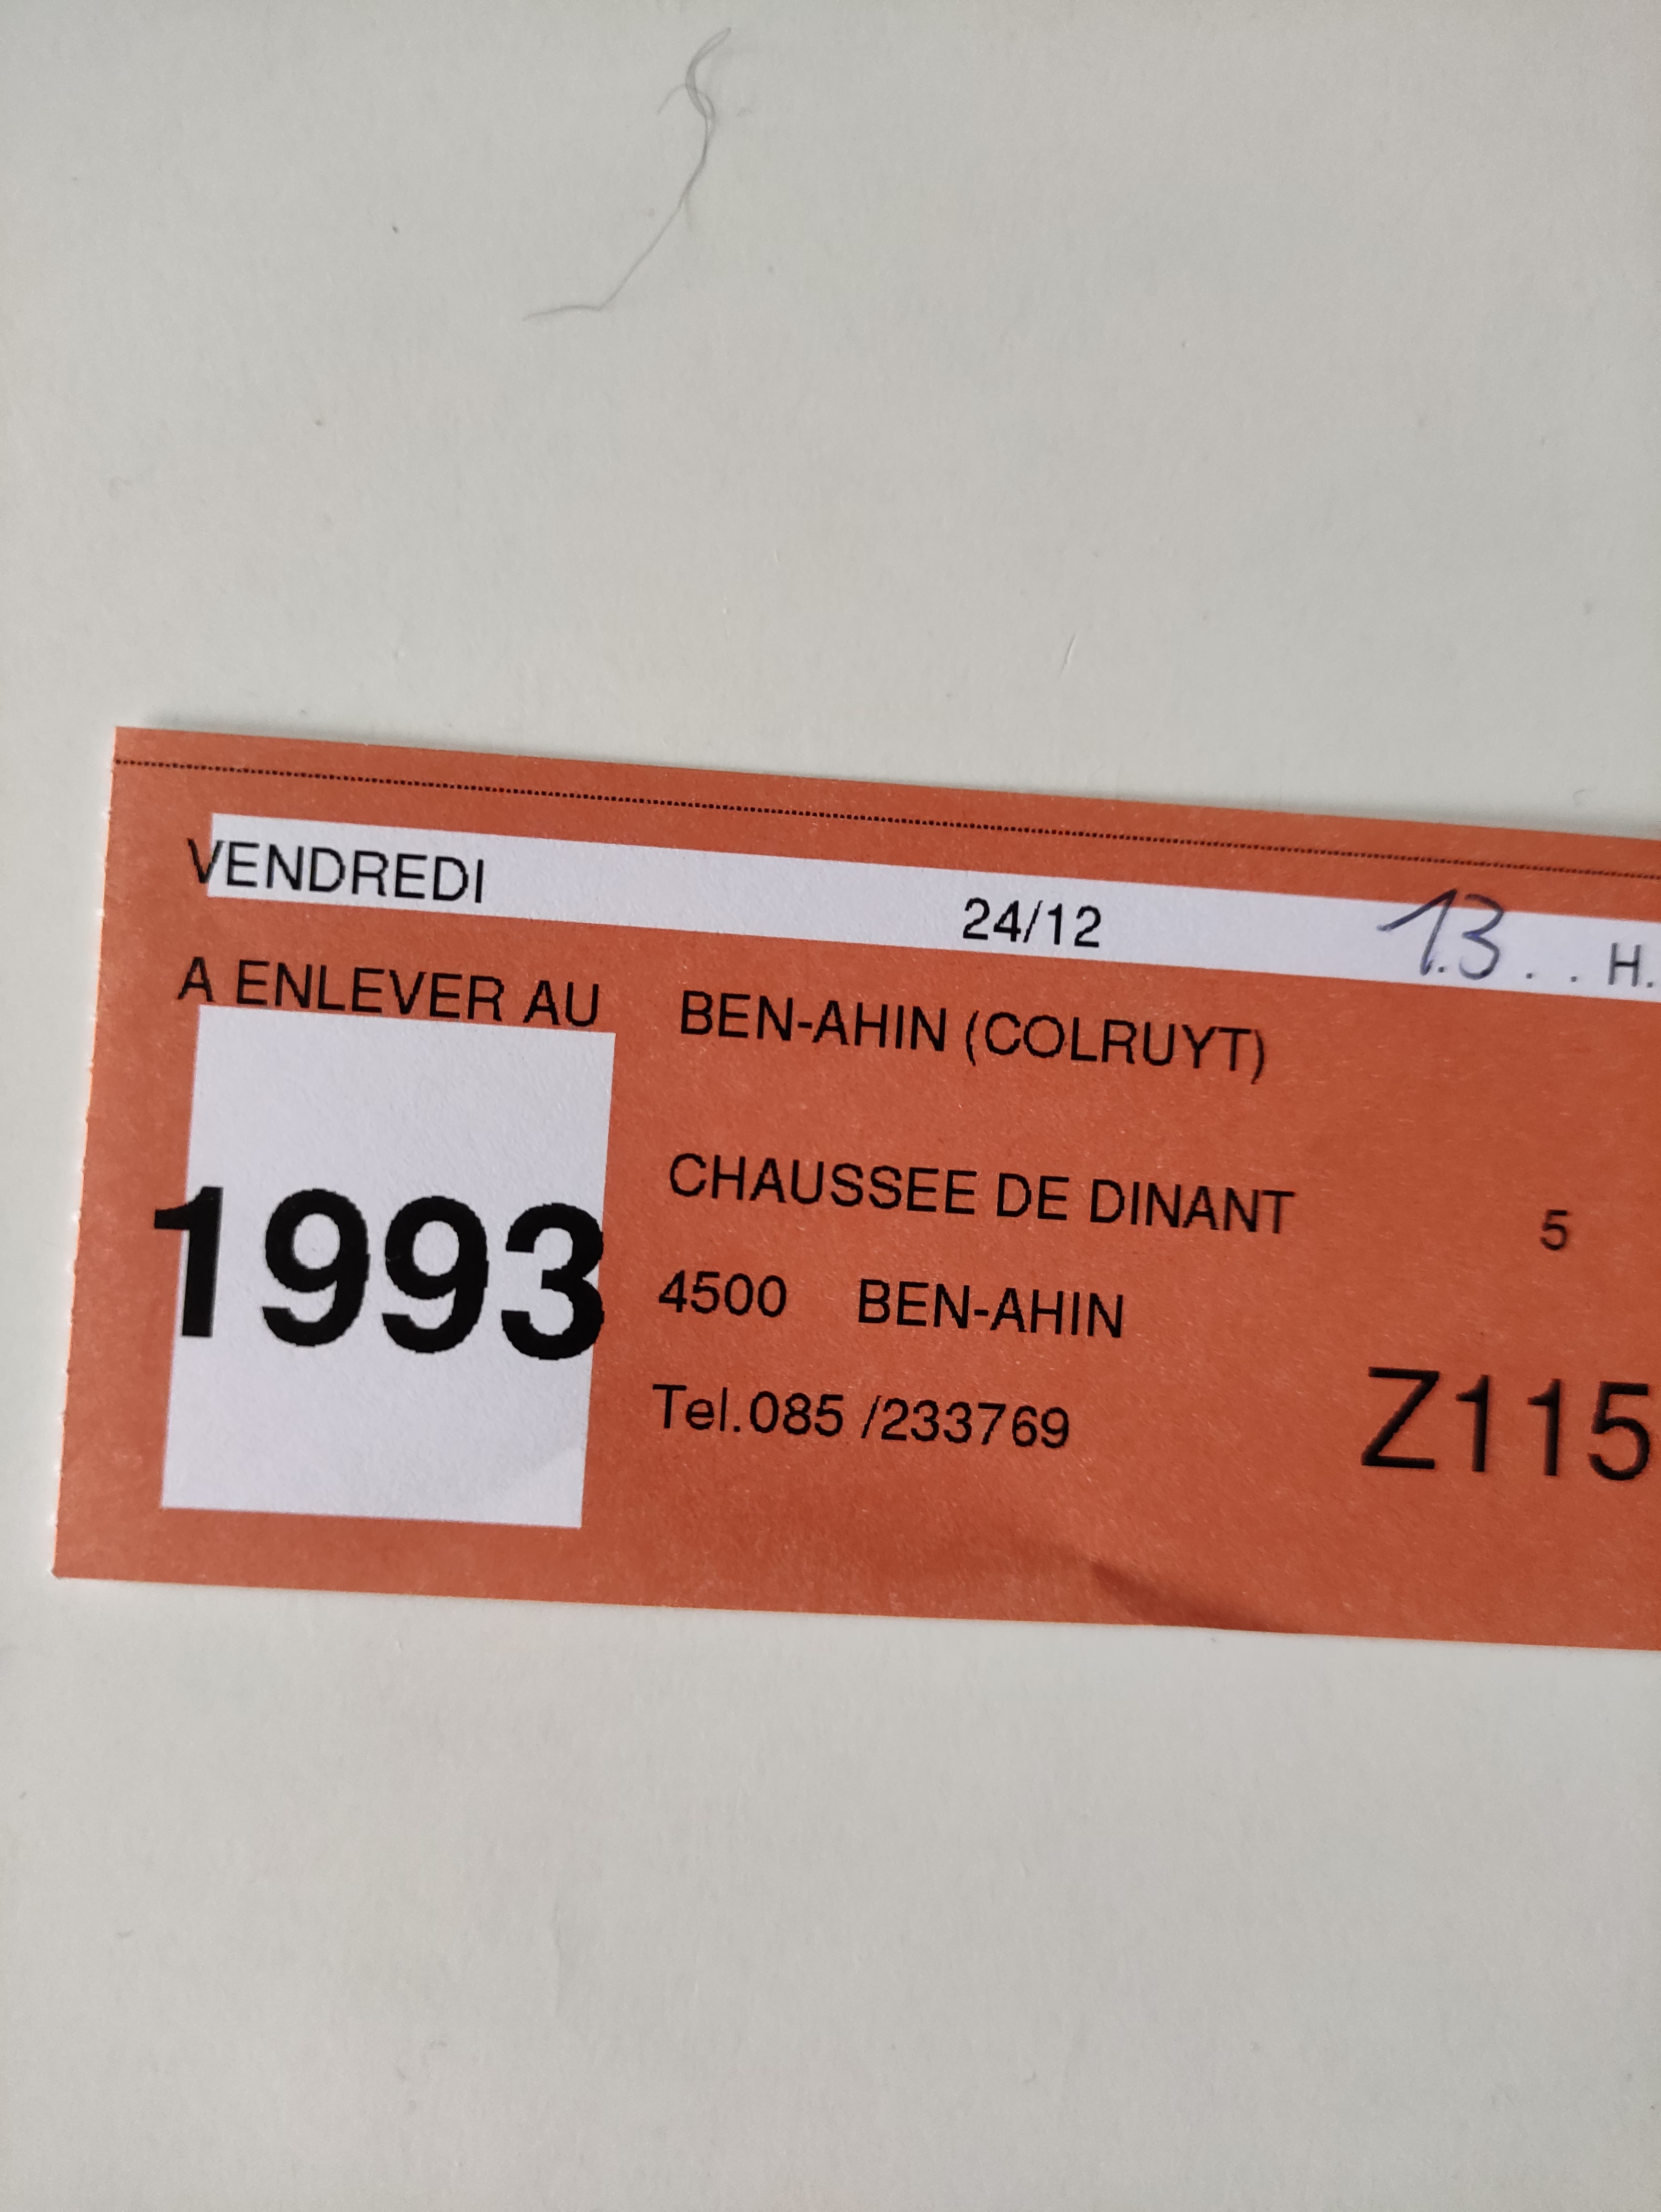 VENDREDI 24/12 13 . . H.
A ENLEVER AU BEN-AHIN (COLRUYT)
CHAUSSEE DE DINANT 5
1993
4500 BEN-AHIN
Tel.085 /233769
Z115